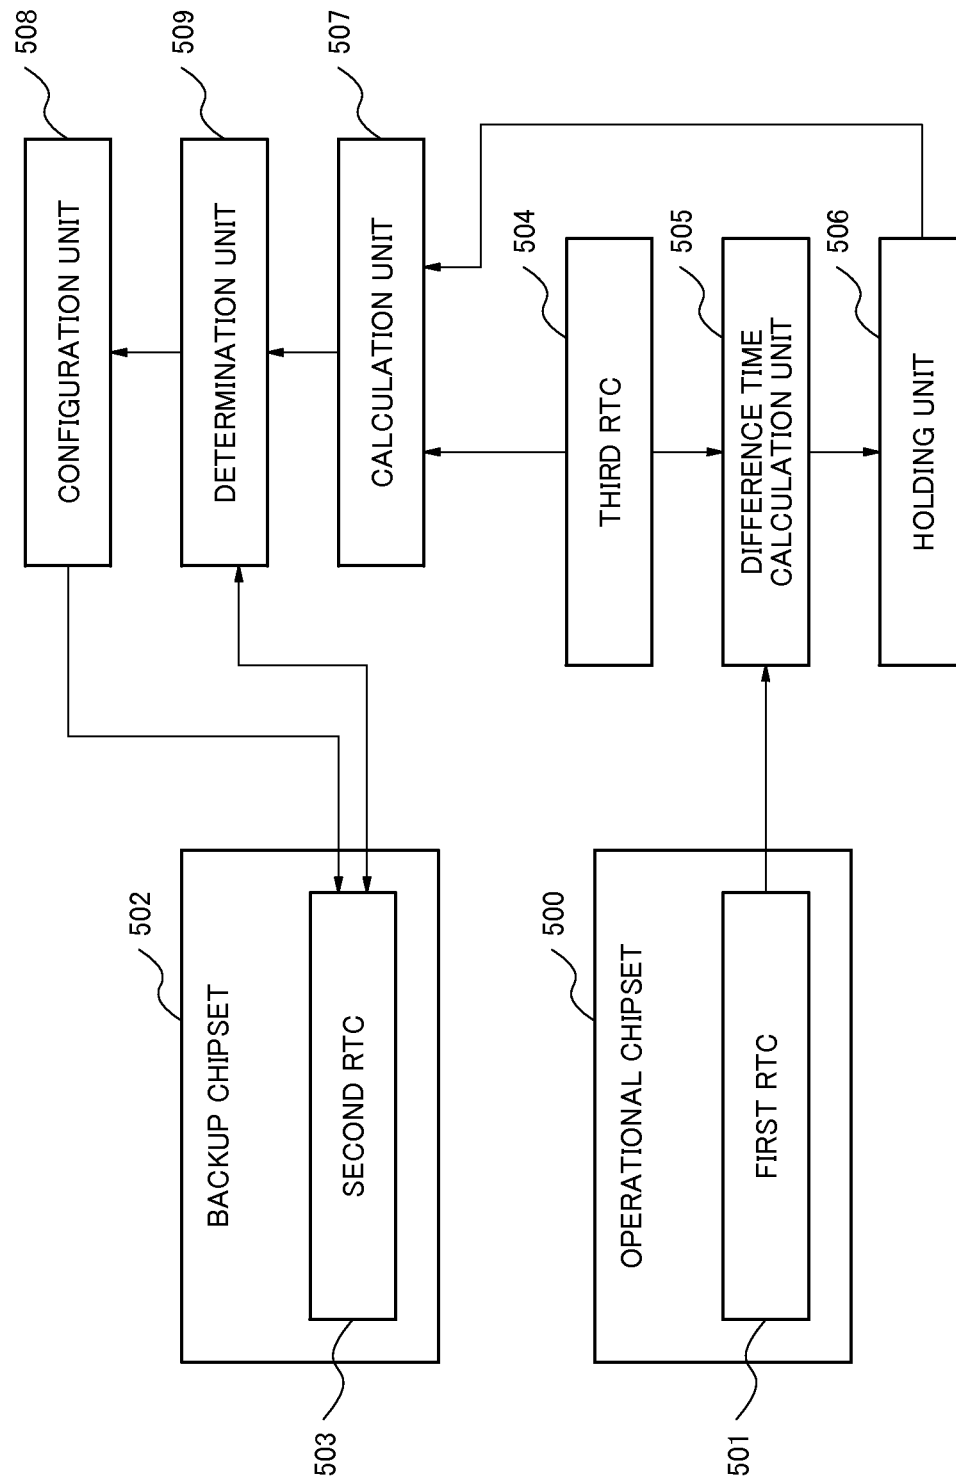 508
CONFIGURATION UNIT
509
DETERMINATION UNIT
507
CALCULATION UNIT
504
THIRD RTC
505
DIFFERENCE TIME
CALCULATION UNIT
506
HOLDING UNIT
502
BACKUP CHIPSET
SECOND RTC
503
500
OPERATIONAL CHIPSET
FIRST RTC
501